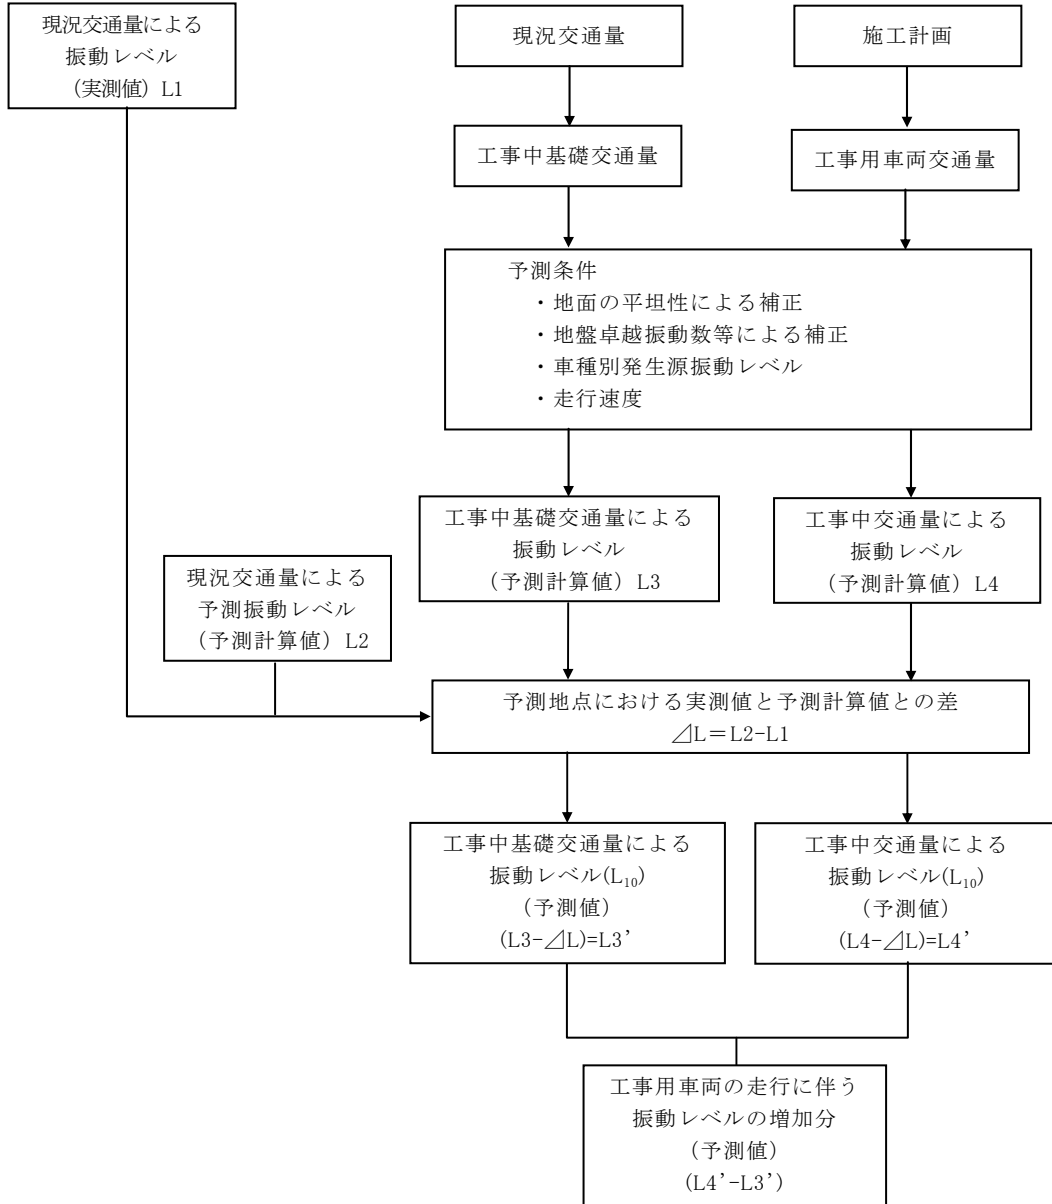 現況交通量による
振動レベル
(実測値) L1
現況交通量
施工計画
工事中基礎交通量
工事用車両交通量
予測条件
・地面の平坦性による補正
・地盤卓越振動数等による補正
・車種別発生源振動レベル
・走行速度
工事中基礎交通量による
振動レベル
(予測計算値) L3
工事中交通量による
振動レベル
(予測計算値) L4
現況交通量による
予測振動レベル
(予測計算値) L2
予測地点における実測値と予測計算値との差
⊿L＝L2-L1
工事中基礎交通量による
振動レベル(L₁₀)
(予測値)
(L3-⊿L)=L3’
工事中交通量による
振動レベル(L₁₀)
(予測値)
(L4-⊿L)=L4’
工事用車両の走行に伴う
振動レベルの増加分
(予測値)
(L4’-L3’)